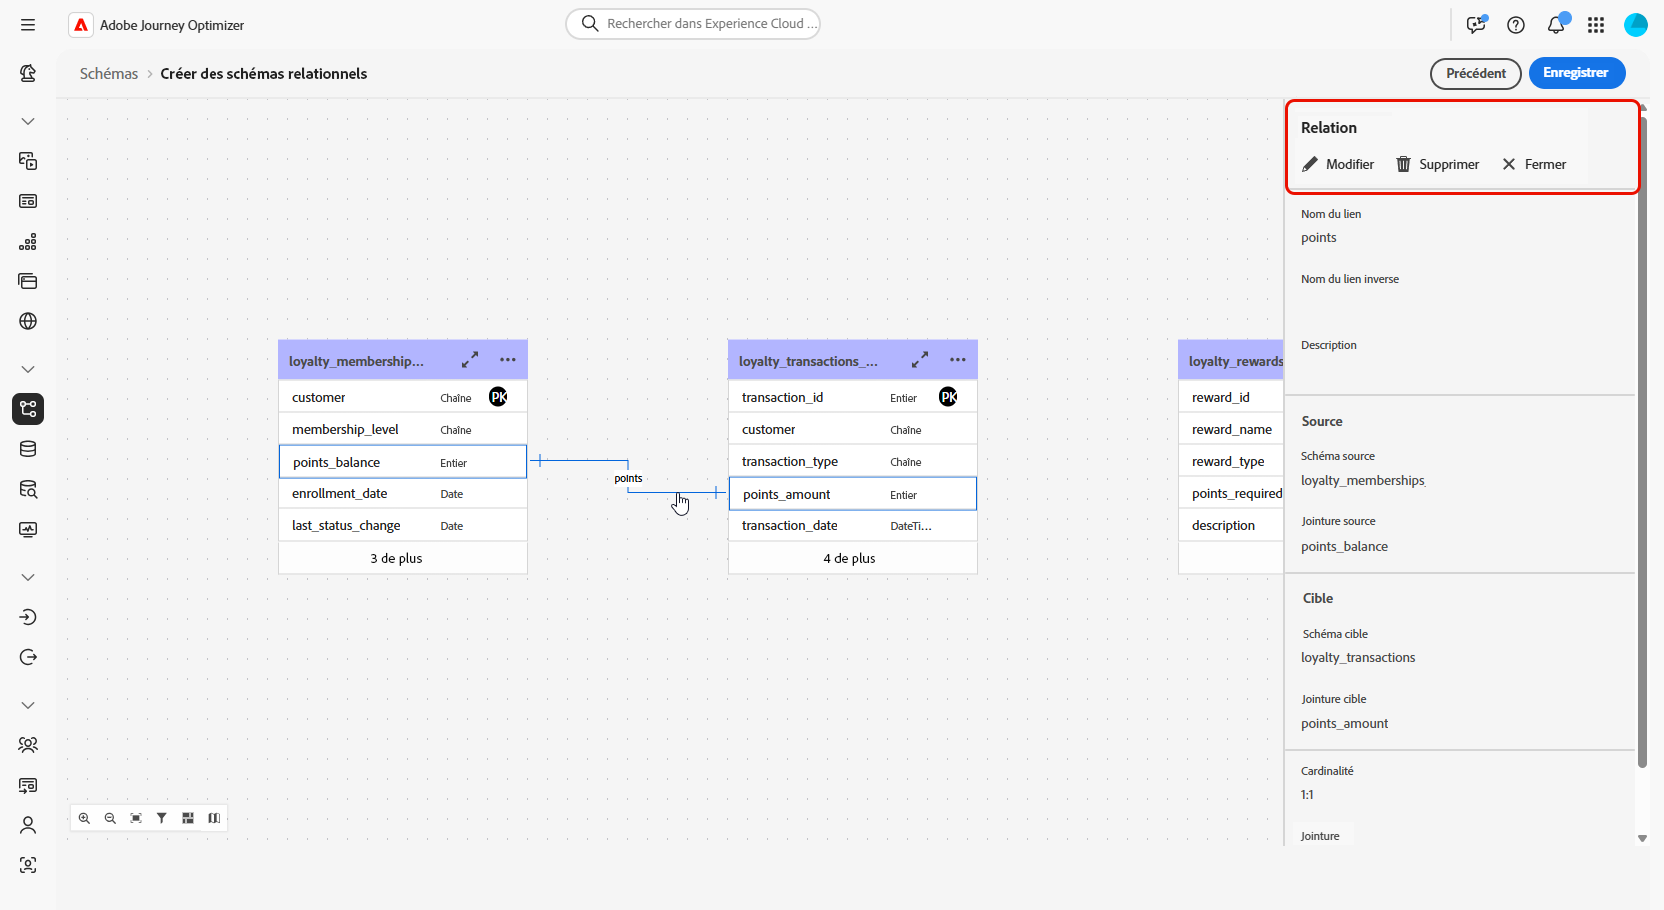 Adobe Journey Optimizer
Rechercher dans Experience Cloud ...
Schémas > Créer des schémas relationnels
Précédent
Enregistrer
Relation
Modifier
Supprimer
Fermer
Nom du lien
points
Nom du lien inverse
Description
Source
Schéma source
loyalty_memberships
Jointure source
points_balance
Cible
Schéma cible
loyalty_transactions
Jointure cible
points_amount
Cardinalité
1:1
Jointure
loyalty_membership...
customer Chaîne PK
membership_level Chaîne
points_balance Entier
enrollment_date Date
last_status_change Date
3 de plus
points
loyalty_transactions_...
transaction_id Entier PK
customer Chaîne
transaction_type Chaîne
points_amount Entier
transaction_date DateTi...
4 de plus
loyalty_rewards
reward_id
reward_name
reward_type
points_required
description